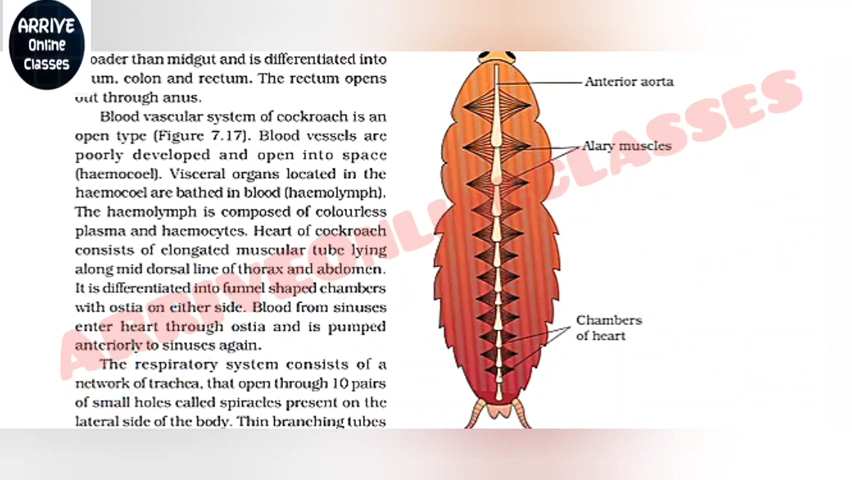 ARRIVE
Online
Classes
oader than midgut and is differentiated into
um, colon and rectum. The rectum opens
out through anus.
Blood vascular system of cockroach is an
open type (Figure 7.17). Blood vessels are
poorly developed and open into space
(haemocoel). Visceral organs located in the
haemocoel are bathed in blood (haemolymph).
The haemolymph is composed of colourless
plasma and haemocytes. Heart of cockroach
consists of elongated muscular tube lying
along mid dorsal line of thorax and abdomen.
It is differentiated into funnel shaped chambers
with ostia on either side. Blood from sinuses
enter heart through ostia and is pumped
anteriorly to sinuses again.
The respiratory system consists of a
network of trachea, that open through 10 pairs
of small holes called spiracles present on the
lateral side of the body. Thin branching tubes
Anterior aorta
Alary muscles
Chambers
of heart
ARRIVE ONLINE CLASSES